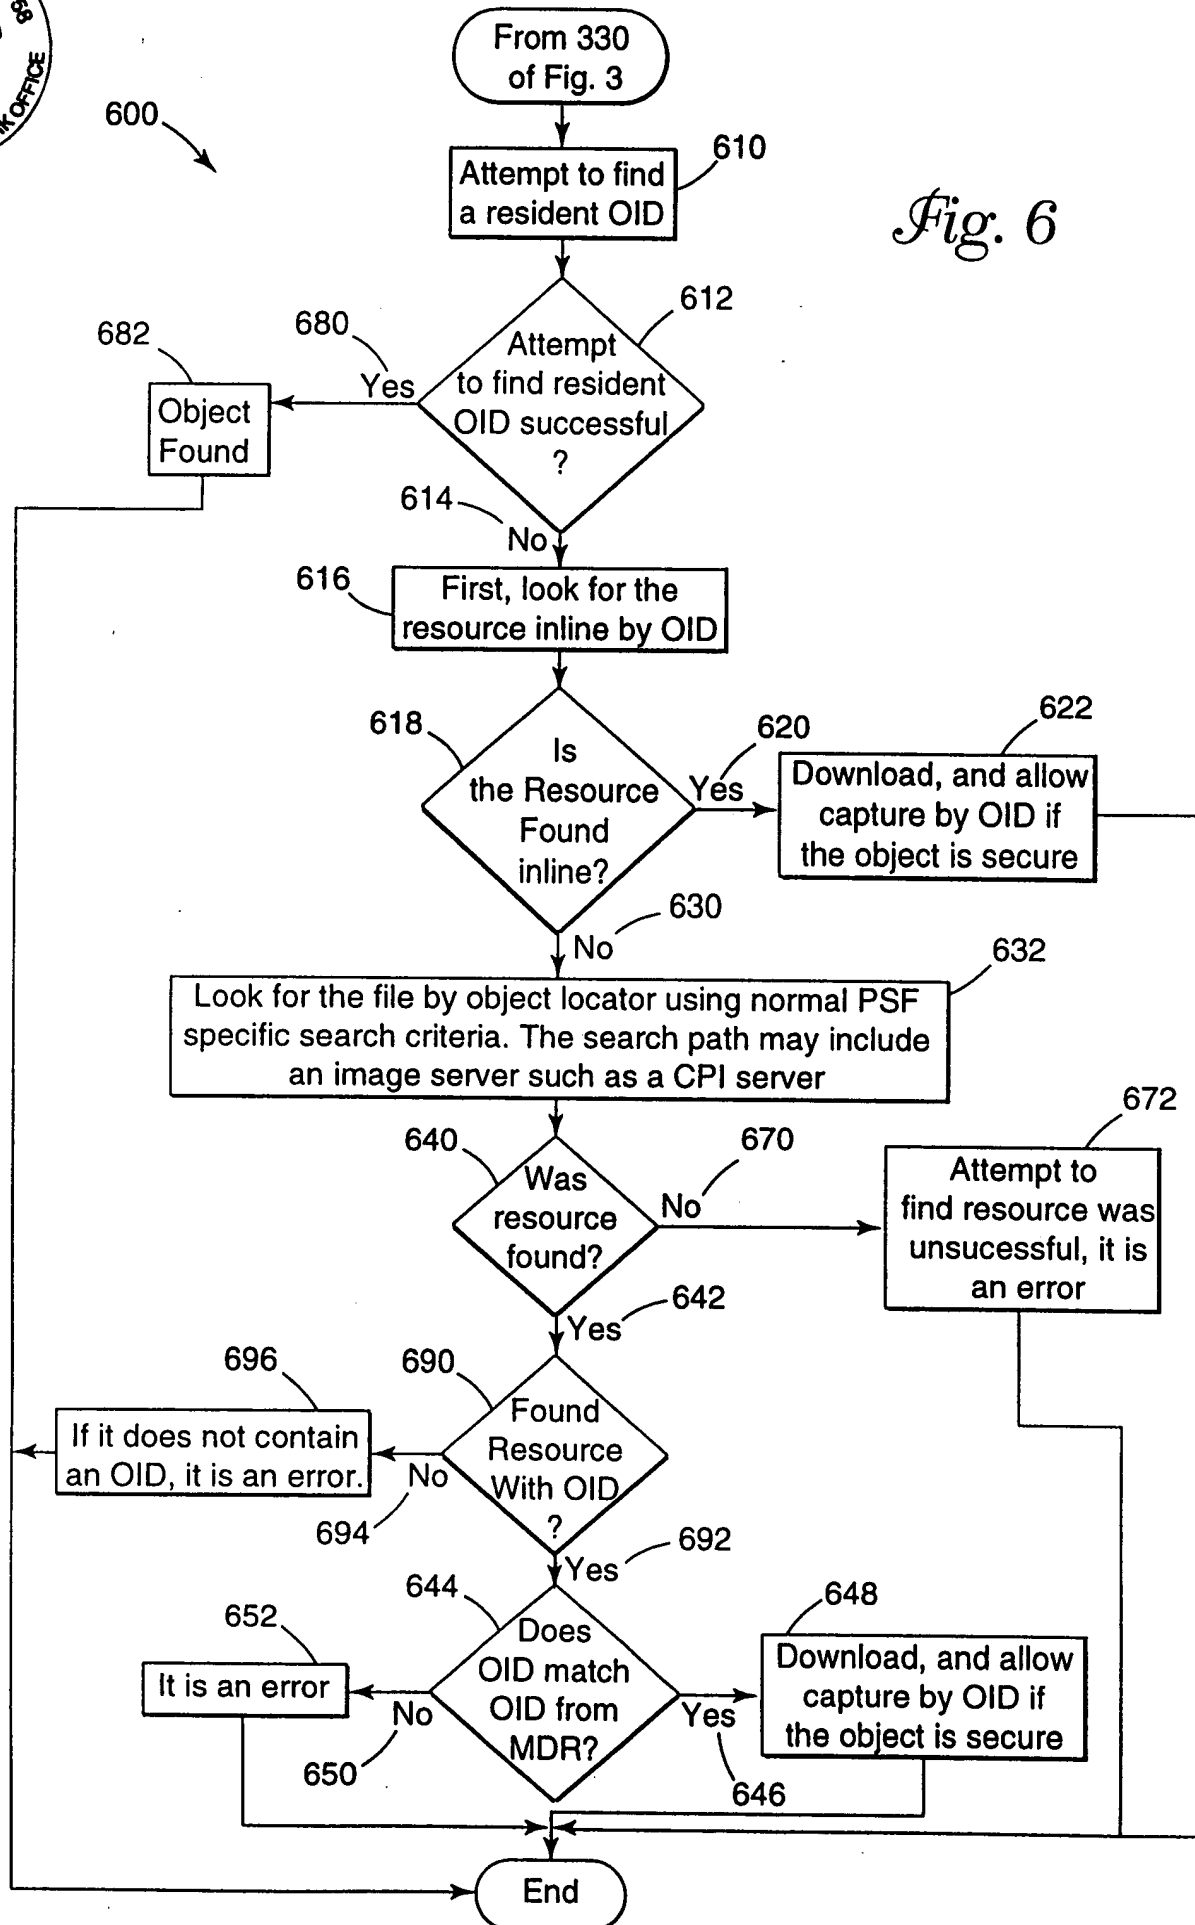 68
OFFICE
From 330
of Fig. 3
600
610
Attempt to find
a resident OID
Fig. 6
612
680
682
Attempt
to find resident
OID successful
?
Yes
Object
Found
614
No
616
First, look for the
resource inline by OID
618
620
622
Is
the Resource
Found
inline?
Yes
Download, and allow
capture by OID if
the object is secure
630
No
632
Look for the file by object locator using normal PSF
specific search criteria. The search path may include
an image server such as a CPI server
640
670
672
Was
resource
found?
No
Attempt to
find resource was
unsucessful, it is
an error
642
Yes
696
690
Found
Resource
With OID
?
If it does not contain
an OID, it is an error.
No
694
692
Yes
644
648
652
Does
OID match
OID from
MDR?
It is an error
No
650
Yes
646
Download, and allow
capture by OID if
the object is secure
End